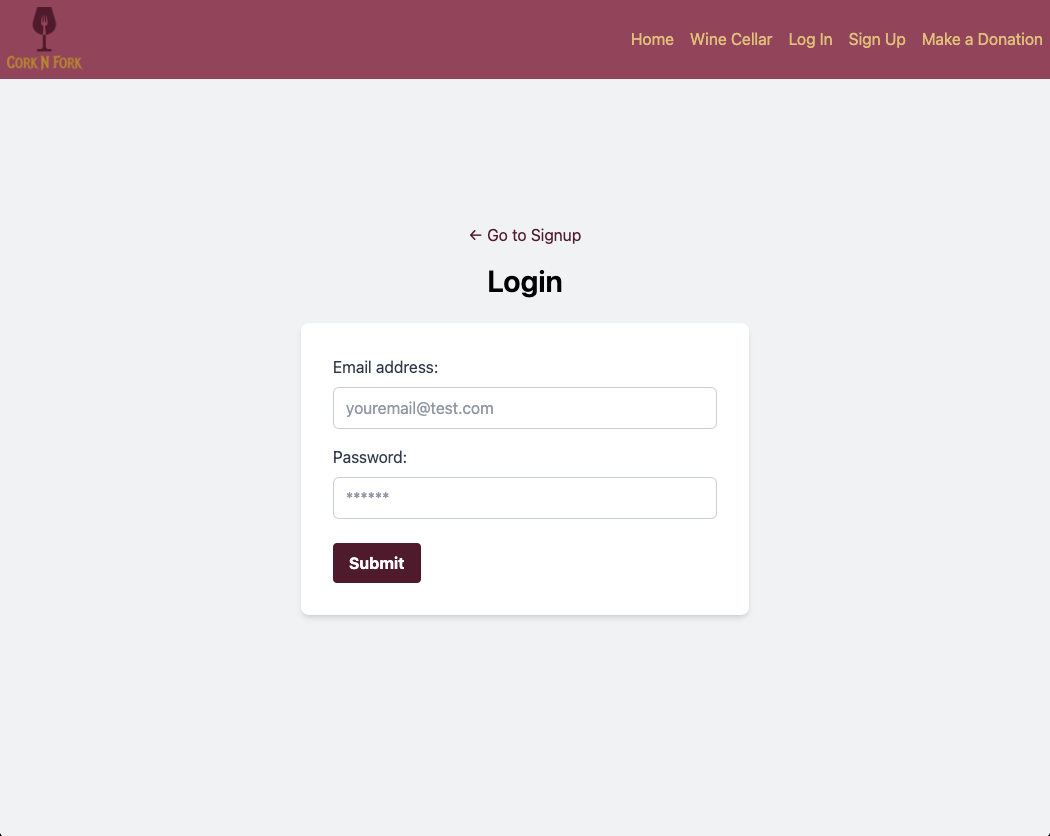 Cork N Fork
Home Wine Cellar Log In Sign Up Make a Donation
← Go to Signup
Login
Email address:
youremail@test.com
Password:
******
Submit